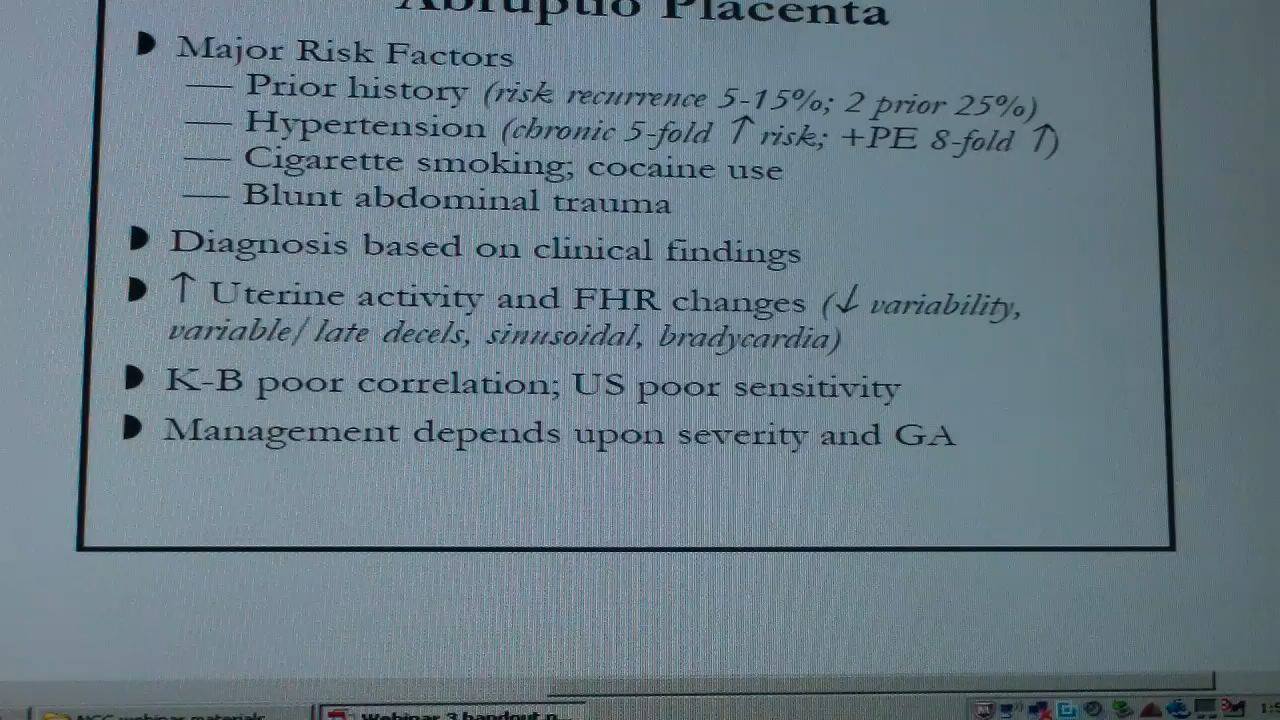 Abruptio Placenta
Major Risk Factors
— Prior history (risk recurrence 5-15%; 2 prior 25%)
— Hypertension (chronic 5-fold ↑ risk; +PE 8-fold ↑)
— Cigarette smoking; cocaine use
— Blunt abdominal trauma
Diagnosis based on clinical findings
↑ Uterine activity and FHR changes (↓ variability,
variable/ late decels, sinusoidal, bradycardia)
K-B poor correlation; US poor sensitivity
Management depends upon severity and GA
webinar materials
Webinar 3 handout